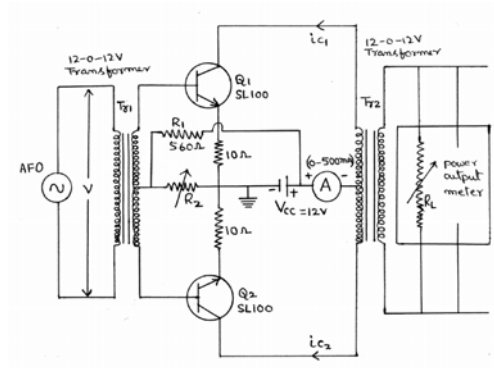 12-0-12V
Transformer
Tr1
AFO
V
R1
560Ω
R2
Q1
SL100
10Ω
10Ω
Q2
SL100
ic1
ic2
VCC=12V
(0-500mA)
+ A -
+
12-0-12V
Transformer
Tr2
RL
power
output
meter